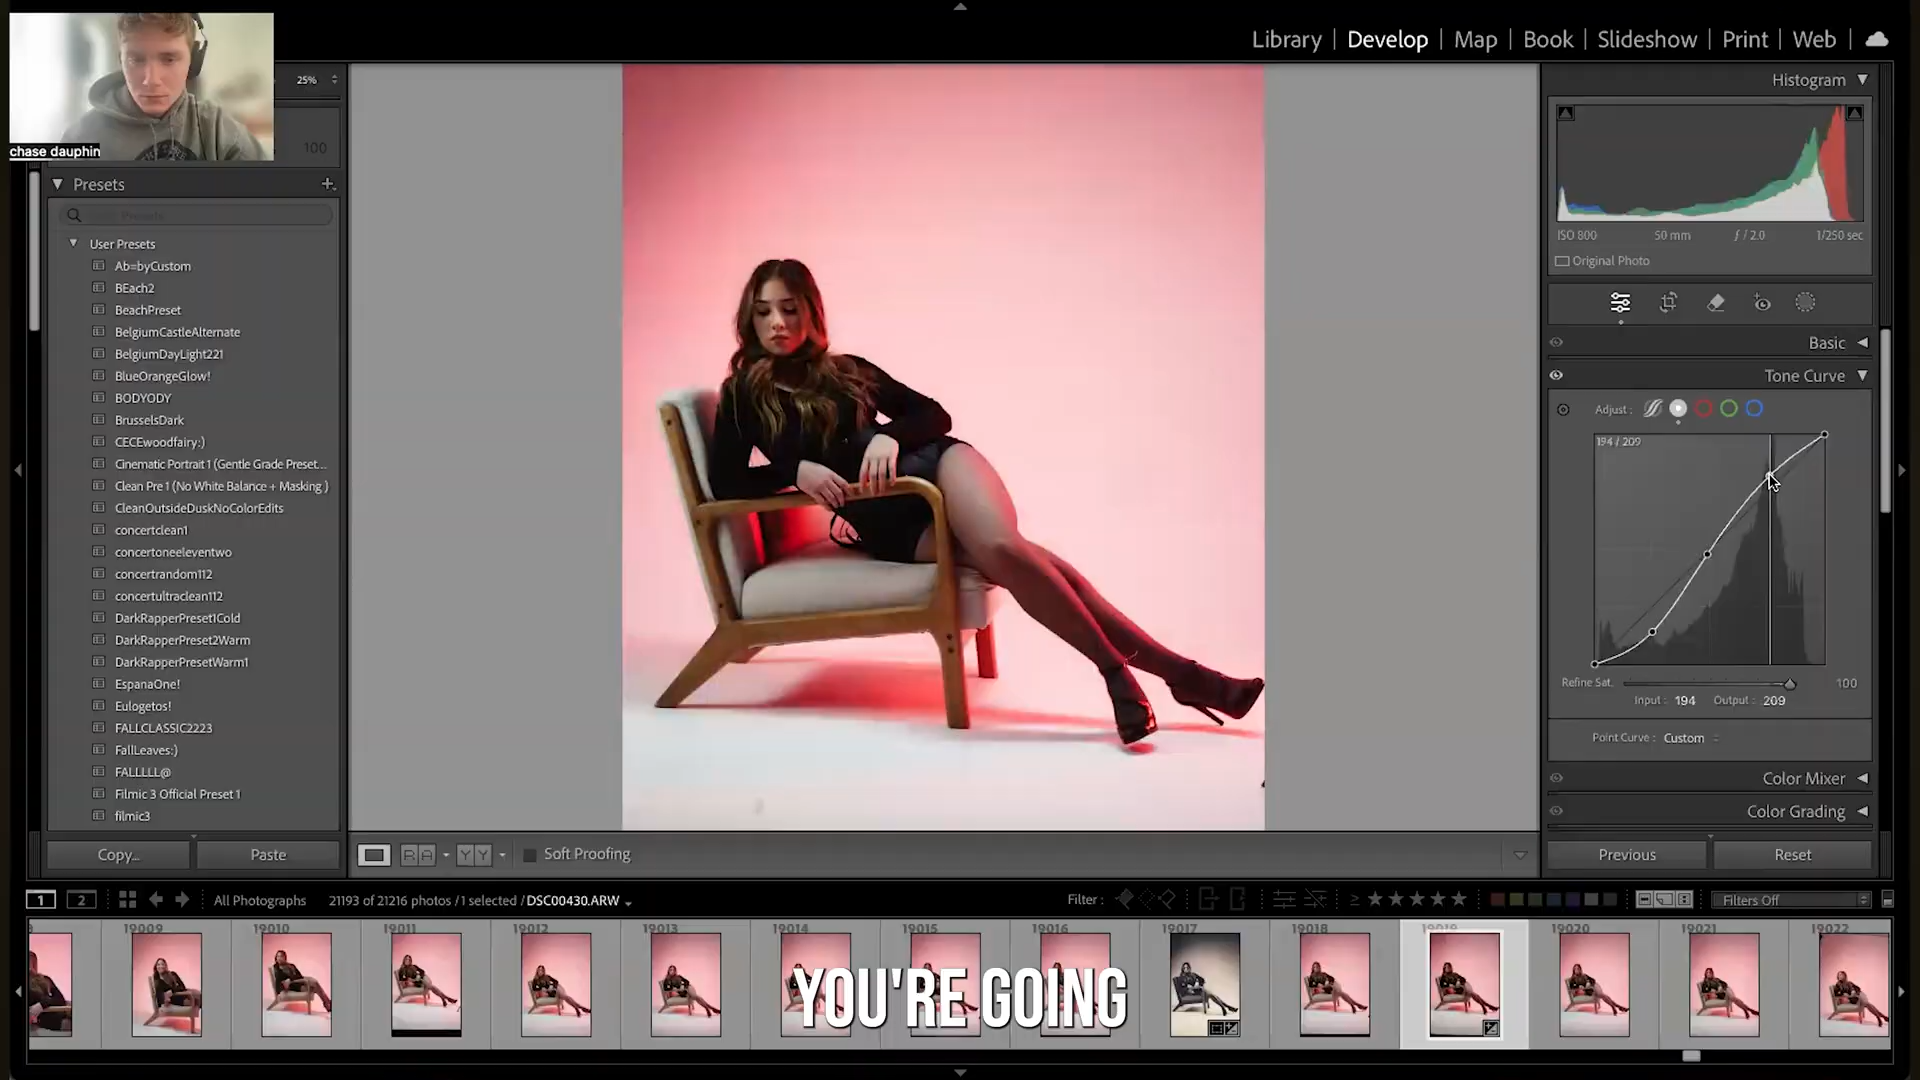 Library | Develop | Map | Book | Slideshow | Print | Web
chase dauphin
25%
100
Presets
User Presets
Ab=byCustom
BEach2
BeachPreset
BelgiumCastleAlternate
BelgiumDayLight221
BlueOrangeGlow!
BODYODY
BrusselsDark
CECEwoodfairy:)
Cinematic Portrait 1 (Gentle Grade Preset...
Clean Pre 1 (No White Balance + Masking )
CleanOutsideDuskNoColorEdits
concertclean1
concertoneeleventwo
concertrandom112
concertultraclean112
DarkRapperPreset1Cold
DarkRapperPreset2Warm
DarkRapperPresetWarm1
EspanaOne!
Eulogetos!
FALLCLASSIC2223
FallLeaves:)
FALLLLL@
Filmic 3 Official Preset 1
filmic3
Copy...
Paste
Soft Proofing
Histogram
ISO 800 50 mm f / 2.0 1/250 sec
Original Photo
Basic
Tone Curve
Adjust :
194 / 209
Refine Sat. 100
Input : 194 Output : 209
Point Curve : Custom
Color Mixer
Color Grading
Previous
Reset
1 2 All Photographs 21193 of 21216 photos / 1 selected / DSC00430.ARW
Filter :
Filters Off
19009 19010 19011 19012 19013 19014 19015 19016 19017 19018 19019 19020 19021 19022
YOU'RE GOING